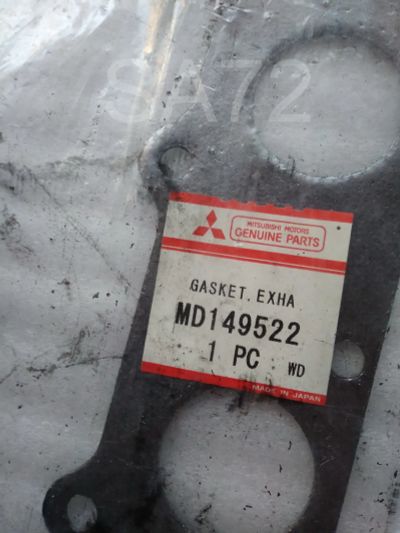 SA72
MITSUBISHI MOTORS
GENUINE PARTS
GASKET.EXHA
MD149522
1 PC WD
MADE IN JAPAN